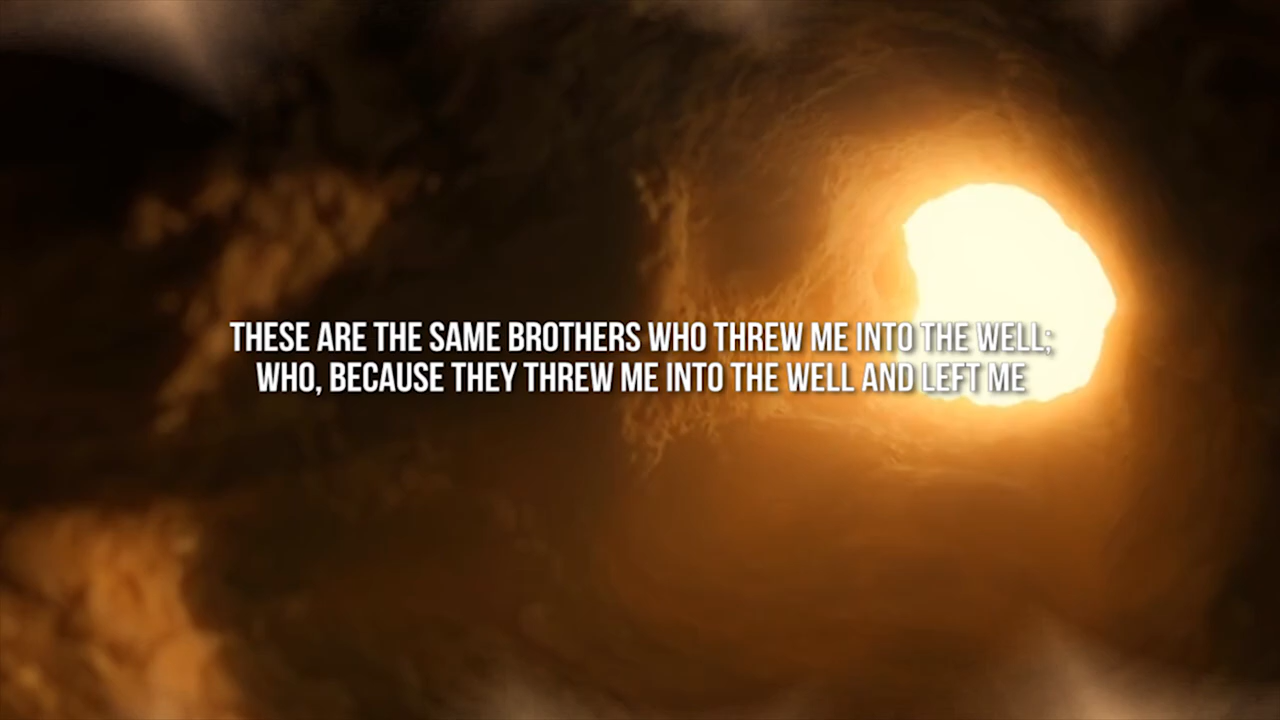 THESE ARE THE SAME BROTHERS WHO THREW ME INTO THE WELL;
WHO, BECAUSE THEY THREW ME INTO THE WELL AND LEFT ME